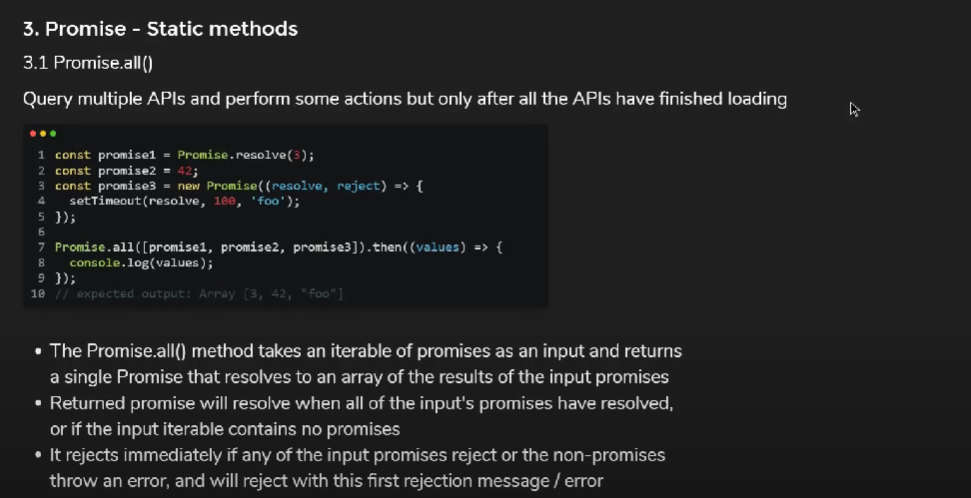 3. Promise - Static methods
3.1 Promise.all()
Query multiple APIs and perform some actions but only after all the APIs have finished loading
1 const promise1 = Promise.resolve(3);
2 const promise2 = 42;
3 const promise3 = new Promise((resolve, reject) => {
4   setTimeout(resolve, 100, 'foo');
5 });
6
7 Promise.all([promise1, promise2, promise3]).then((values) => {
8   console.log(values);
9 });
10 // expected output: Array [3, 42, "foo"]
• The Promise.all() method takes an iterable of promises as an input and returns
a single Promise that resolves to an array of the results of the input promises
• Returned promise will resolve when all of the input's promises have resolved,
or if the input iterable contains no promises
• It rejects immediately if any of the input promises reject or the non-promises
throw an error, and will reject with this first rejection message / error